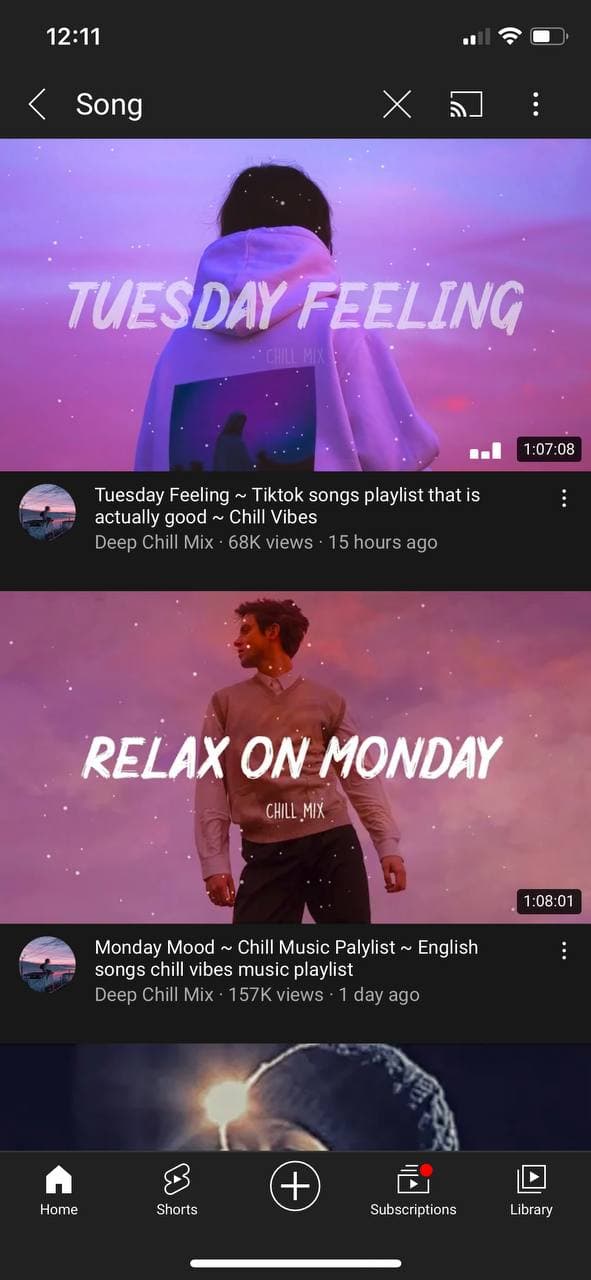 12:11
Song
TUESDAY FEELING
CHILL MIX
1:07:08
Tuesday Feeling ~ Tiktok songs playlist that is
actually good ~ Chill Vibes
Deep Chill Mix · 68K views · 15 hours ago
RELAX ON MONDAY
CHILL MIX
1:08:01
Monday Mood ~ Chill Music Palylist ~ English
songs chill vibes music playlist
Deep Chill Mix · 157K views · 1 day ago
Home
Shorts
Subscriptions
Library